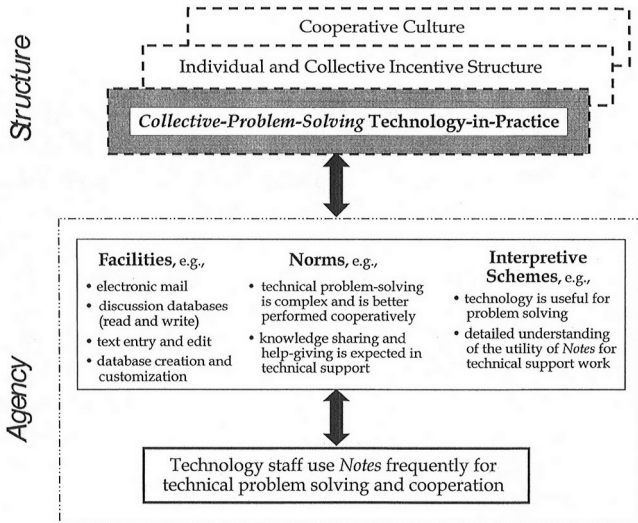 Structure
Cooperative Culture
Individual and Collective Incentive Structure
Collective-Problem-Solving Technology-in-Practice
Agency
Facilities, e.g.,
• electronic mail
• discussion databases
(read and write)
• text entry and edit
• database creation and
customization
Norms, e.g.,
• technical problem-solving
is complex and is better
performed cooperatively
• knowledge sharing and
help-giving is expected in
technical support
Interpretive
Schemes, e.g.,
• technology is useful for
problem solving
• detailed understanding
of the utility of Notes for
technical support work
Technology staff use Notes frequently for
technical problem solving and cooperation